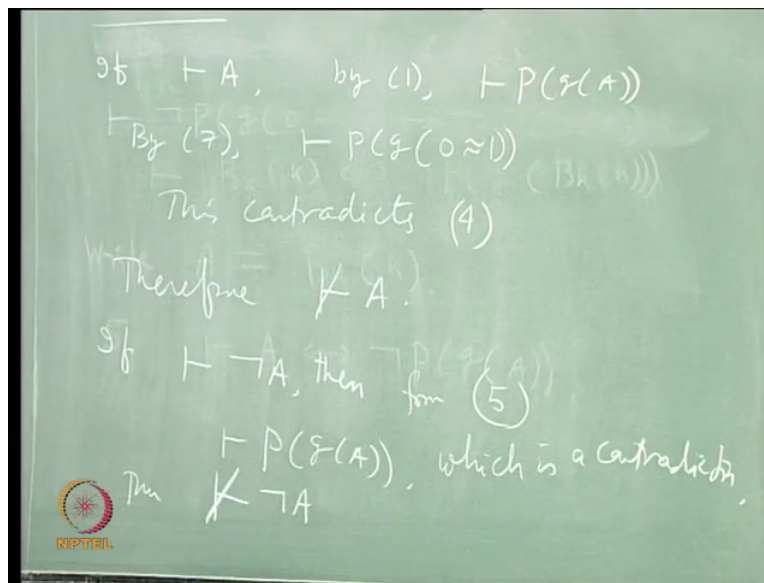 If ⊢ A, by (1), ⊢ P(g(A))
By (7), ⊢ P(g(0≈1))
This contradicts (4)
Therefore ⊬ A.
If ⊢ ¬A, then from (5)
⊢ P(g(A)), which is a contradiction.
Thus ⊬ ¬A
NPTEL